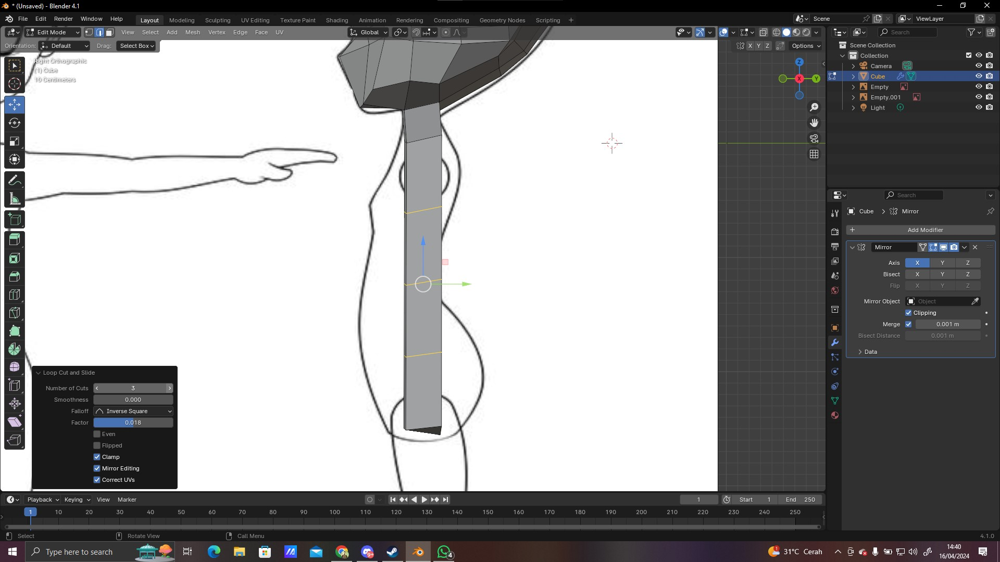 * (Unsaved) - Blender 4.1
File Edit Render Window Help
Layout Modeling Sculpting UV Editing Texture Paint Shading Animation Rendering Compositing Geometry Nodes Scripting +
Scene
ViewLayer
Edit Mode
View Select Add Mesh Vertex Edge Face UV
Global
Search
Orientation: Default Drag: Select Box
X Y Z Options
Right Orthographic
(1) Cube
10 Centimeters
Z
X
Y
Scene Collection
Collection
Camera
Cube
Empty
Empty.001
Light
Search
Cube > Mirror
+ Add Modifier
Mirror
Axis X Y Z
Bisect X Y Z
Flip X Y Z
Mirror Object Object
Clipping
Merge 0.001 m
Bisect Distance 0.001 m
Data
Loop Cut and Slide
Number of Cuts 3
Smoothness 0.000
Falloff Inverse Square
Factor 0.018
Even
Flipped
Clamp
Mirror Editing
Correct UVs
Playback Keying View Marker
1 Start 1 End 250
1 10 20 30 40 50 60 70 80 90 100 110 120 130 140 150 160 170 180 190 200 210 220 230 240 250
Select Rotate View Call Menu
4.1.0
Type here to search
9+
4
1
31°C Cerah
14:40
16/04/2024